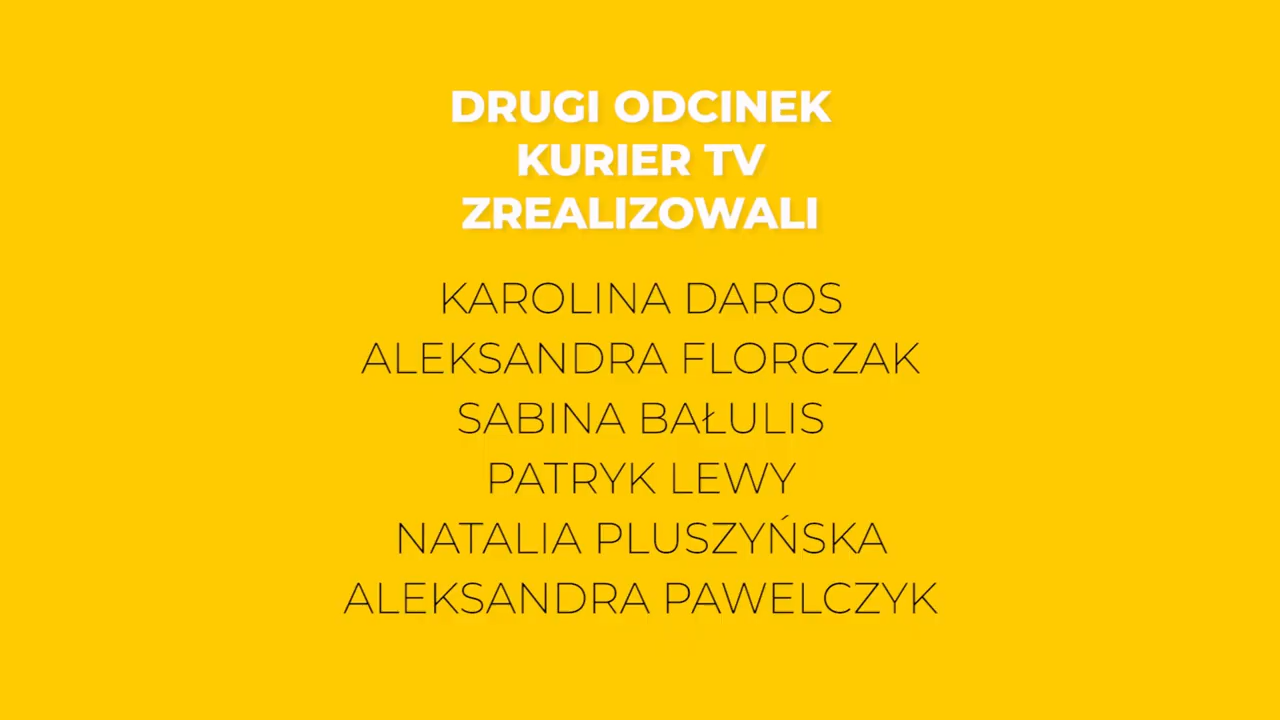 DRUGI ODCINEK
KURIER TV
ZREALIZOWALI
KAROLINA DAROS
ALEKSANDRA FLORCZAK
SABINA BAŁULIS
PATRYK LEWY
NATALIA PLUSZYŃSKA
ALEKSANDRA PAWELCZYK